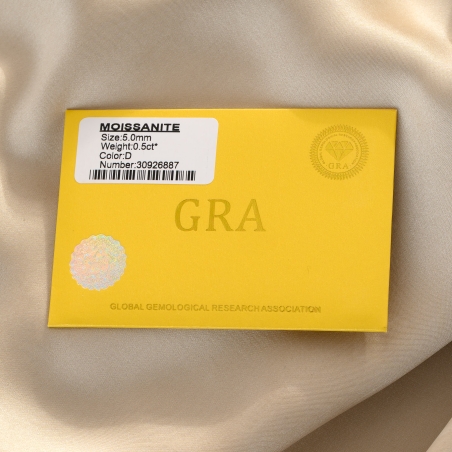 MOISSANITE
Size:5.0mm
Weight:0.5ct*
Color:D
Number:30926887
GRA
GRA
GLOBAL GEMOLOGICAL RESEARCH ASSOCIATION